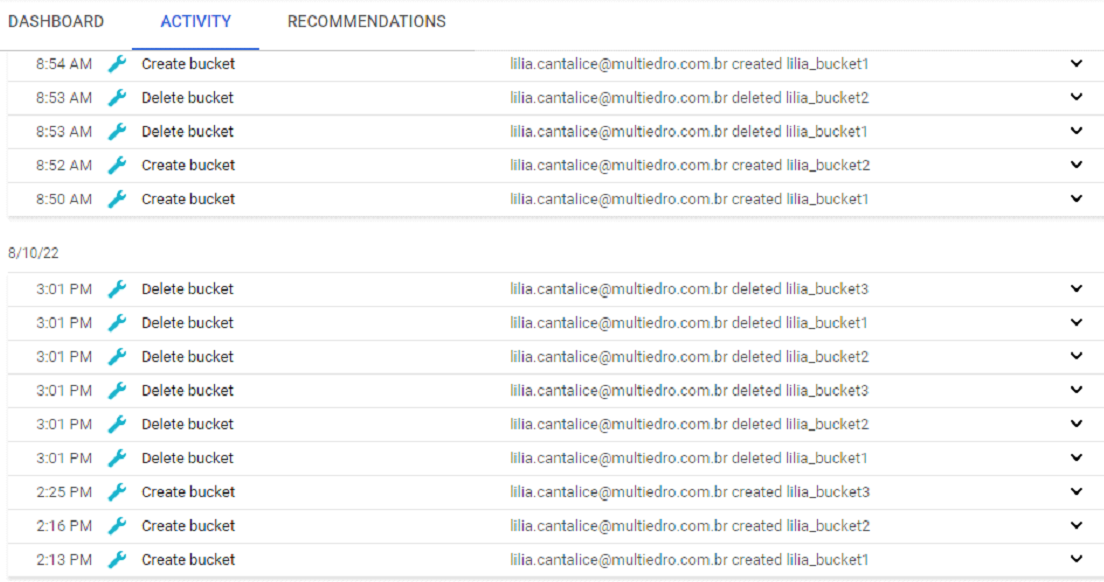 DASHBOARD ACTIVITY RECOMMENDATIONS
8:54 AM Create bucket lilia.cantalice@multiedro.com.br created lilia_bucket1
8:53 AM Delete bucket lilia.cantalice@multiedro.com.br deleted lilia_bucket2
8:53 AM Delete bucket lilia.cantalice@multiedro.com.br deleted lilia_bucket1
8:52 AM Create bucket lilia.cantalice@multiedro.com.br created lilia_bucket2
8:50 AM Create bucket lilia.cantalice@multiedro.com.br created lilia_bucket1
8/10/22
3:01 PM Delete bucket lilia.cantalice@multiedro.com.br deleted lilia_bucket3
3:01 PM Delete bucket lilia.cantalice@multiedro.com.br deleted lilia_bucket1
3:01 PM Delete bucket lilia.cantalice@multiedro.com.br deleted lilia_bucket2
3:01 PM Delete bucket lilia.cantalice@multiedro.com.br deleted lilia_bucket3
3:01 PM Delete bucket lilia.cantalice@multiedro.com.br deleted lilia_bucket2
3:01 PM Delete bucket lilia.cantalice@multiedro.com.br deleted lilia_bucket1
2:25 PM Create bucket lilia.cantalice@multiedro.com.br created lilia_bucket3
2:16 PM Create bucket lilia.cantalice@multiedro.com.br created lilia_bucket2
2:13 PM Create bucket lilia.cantalice@multiedro.com.br created lilia_bucket1